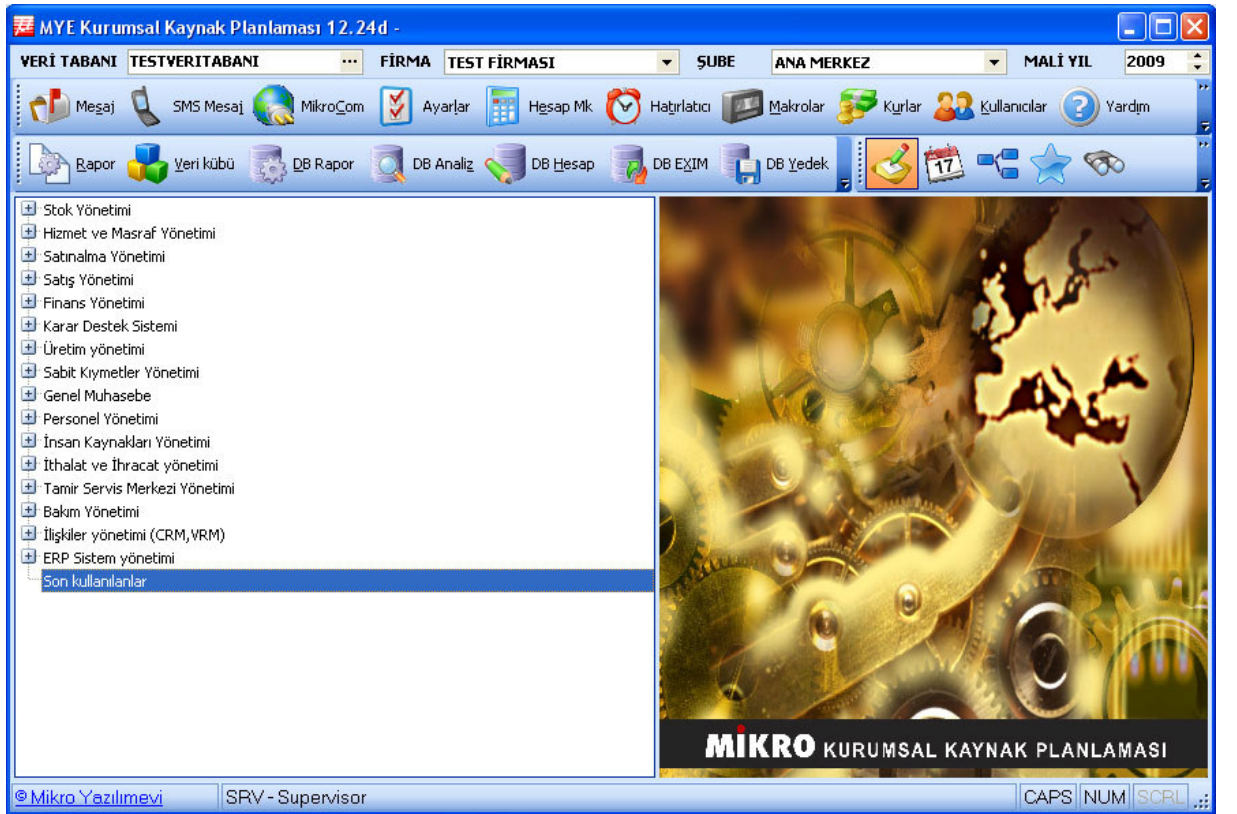 MYE Kurumsal Kaynak Planlaması 12.24d -
VERİ TABANI TESTVERITABANI ... FİRMA TEST FİRMASI ŞUBE ANA MERKEZ MALİ YIL 2009
Mesaj SMS Mesaj MikroCom Ayarlar Hesap Mk Hatırlatıcı Makrolar Kurlar Kullanıcılar Yardım
Rapor Veri kübü DB Rapor DB Analiz DB Hesap DB EXIM DB Yedek 17
Stok Yönetimi
Hizmet ve Masraf Yönetimi
Satınalma Yönetimi
Satış Yönetimi
Finans Yönetimi
Karar Destek Sistemi
Üretim yönetimi
Sabit Kıymetler Yönetimi
Genel Muhasebe
Personel Yönetimi
İnsan Kaynakları Yönetimi
İthalat ve İhracat yönetimi
Tamir Servis Merkezi Yönetimi
Bakım Yönetimi
İlişkiler yönetimi (CRM,VRM)
ERP Sistem yönetimi
Son kullanılanlar
MİKRO KURUMSAL KAYNAK PLANLAMASI
© Mikro Yazılımevi SRV - Supervisor CAPS NUM SCRL